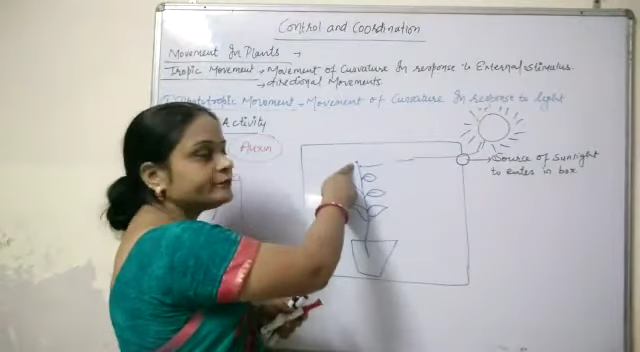 Control and Coordination
Movement In Plants →
Tropic Movement → Movement of Curvature In response to External stimulus.
→ directional Movements.
Phototropic Movement → Movement of Curvature In response to light
Activity
Auxin
→ Source of sunlight
to enter in box